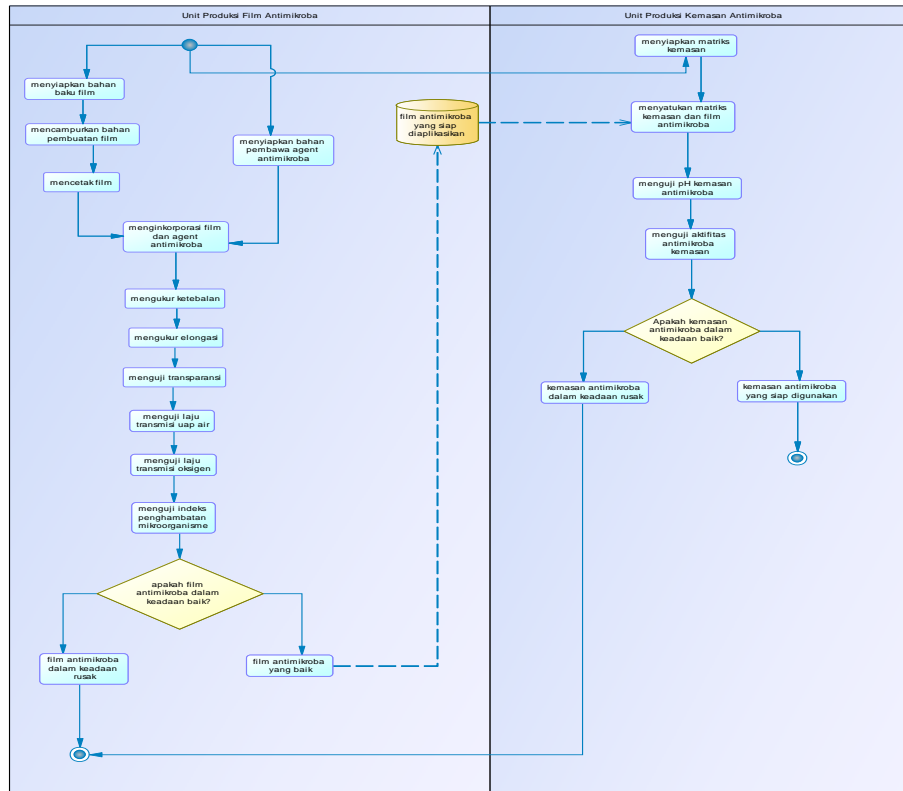 Unit Produksi Film Antimikroba
Unit Produksi Kemasan Antimikroba
menyiapkan bahan
baku film
mencampurkan bahan
pembuatan film
mencetak film
menyiapkan bahan
pembawa agent
antimikroba
menginkorporasi film
dan agent
antimikroba
mengukur ketebalan
mengukur elongasi
menguji transparansi
menguji laju
transmisi uap air
menguji laju
transmisi oksigen
menguji indeks
penghambatan
mikroorganisme
apakah film
antimikroba dalam
keadaan baik?
film antimikroba
dalam keadaan
rusak
film antimikroba
yang baik
film antimikroba
yang siap
diaplikasikan
menyiapkan matriks
kemasan
menyatukan matriks
kemasan dan film
antimikroba
menguji pH kemasan
antimikroba
menguji aktifitas
antimikroba
kemasan
Apakah kemasan
antimikroba dalam
keadaan baik?
kemasan antimikroba
dalam keadaan rusak
kemasan antimikroba
yang siap digunakan